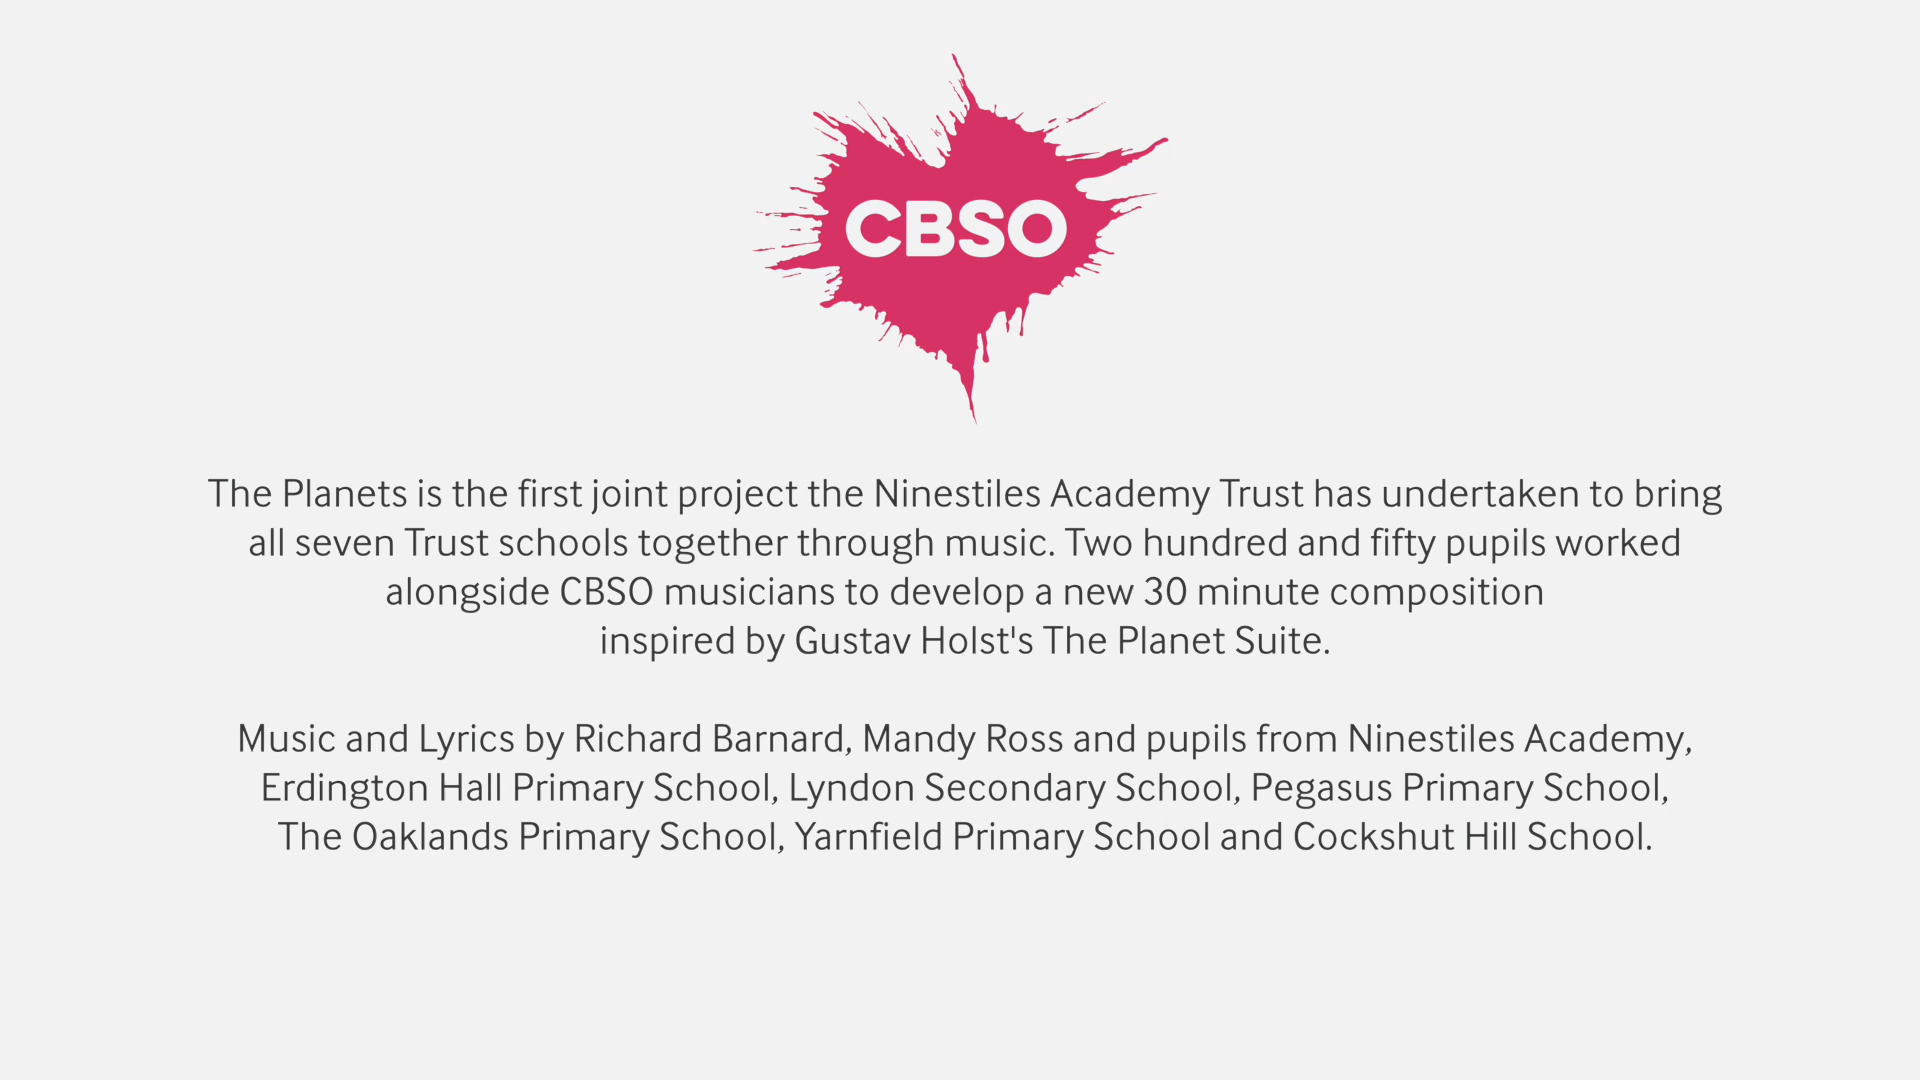 CBSO
The Planets is the first joint project the Ninestiles Academy Trust has undertaken to bring
all seven Trust schools together through music. Two hundred and fifty pupils worked
alongside CBSO musicians to develop a new 30 minute composition
inspired by Gustav Holst's The Planet Suite.
Music and Lyrics by Richard Barnard, Mandy Ross and pupils from Ninestiles Academy,
Erdington Hall Primary School, Lyndon Secondary School, Pegasus Primary School,
The Oaklands Primary School, Yarnfield Primary School and Cockshut Hill School.